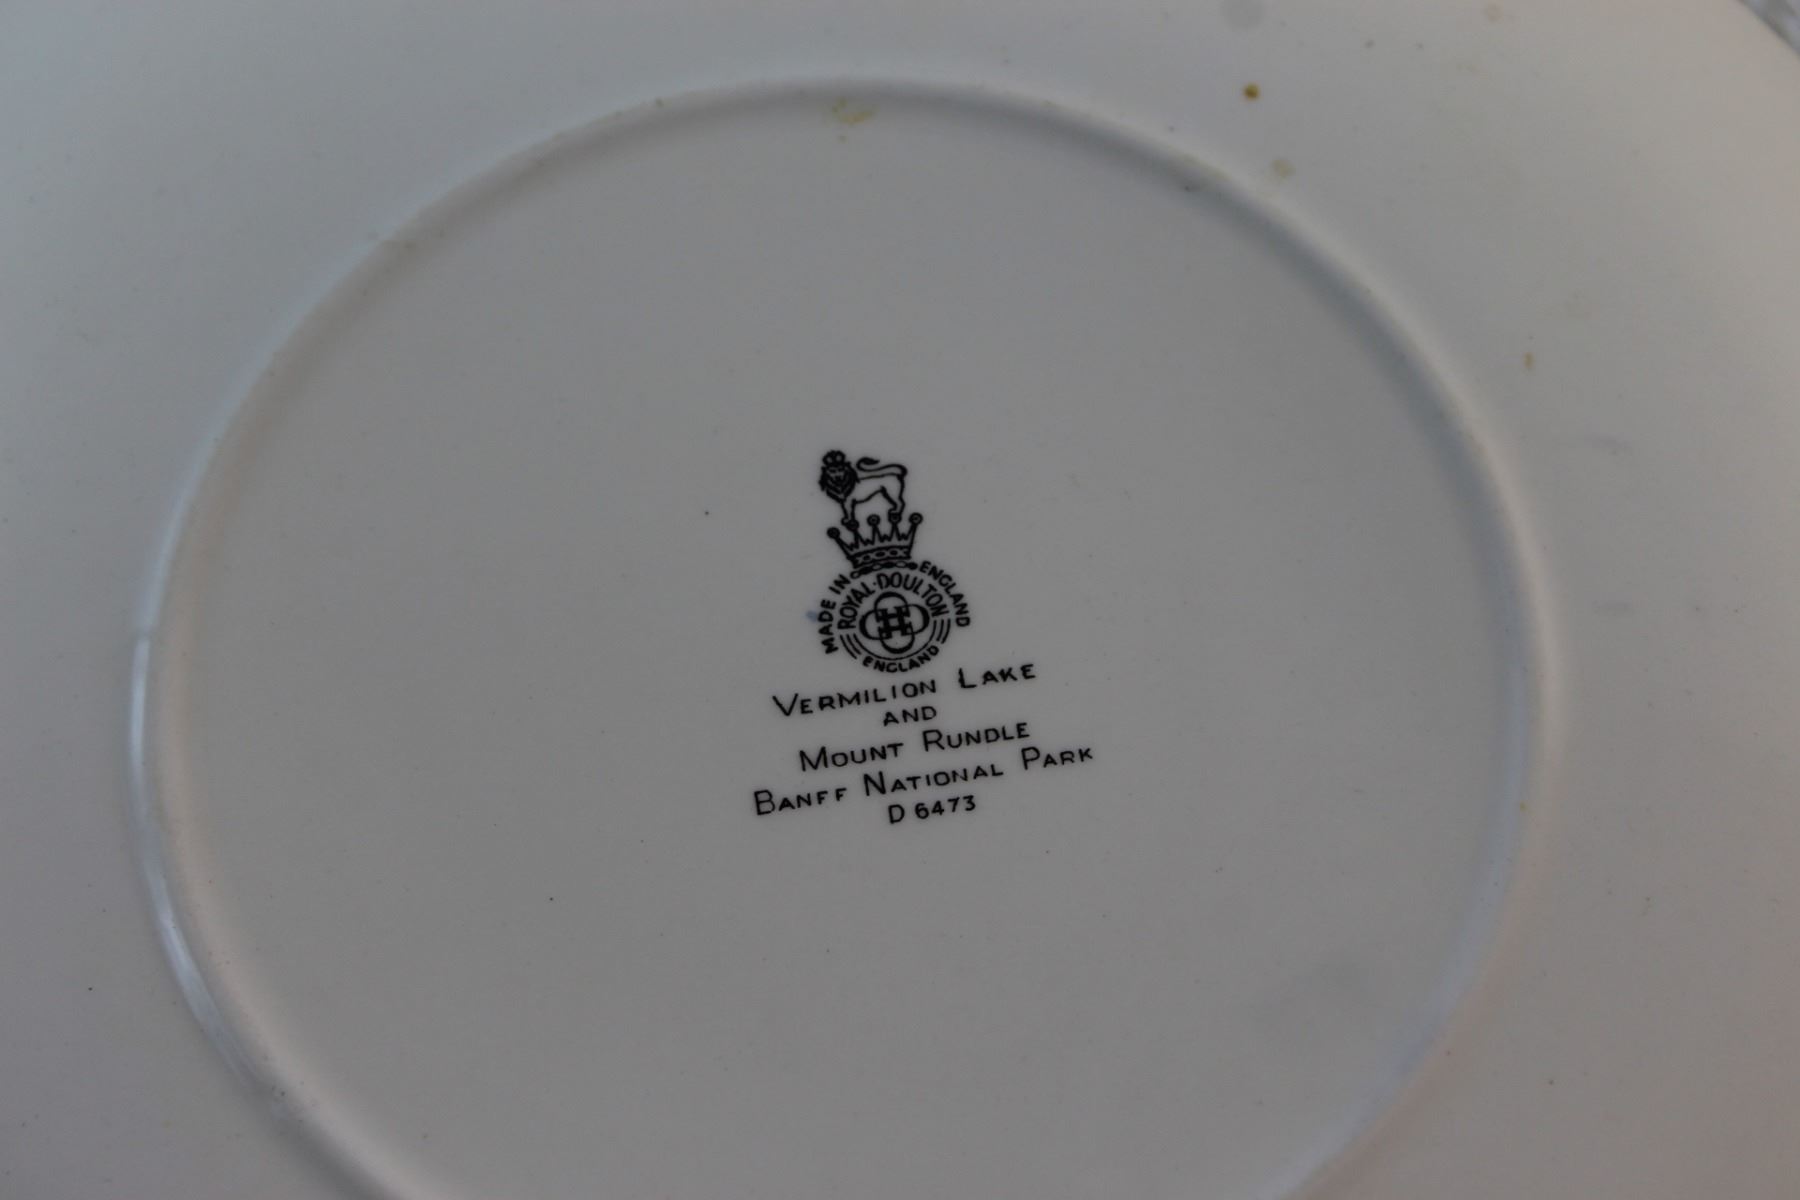 MADE IN ENGLAND
ROYAL·DOULTON
ENGLAND
VERMILION LAKE
AND
MOUNT RUNDLE
BANFF NATIONAL PARK
D 6473